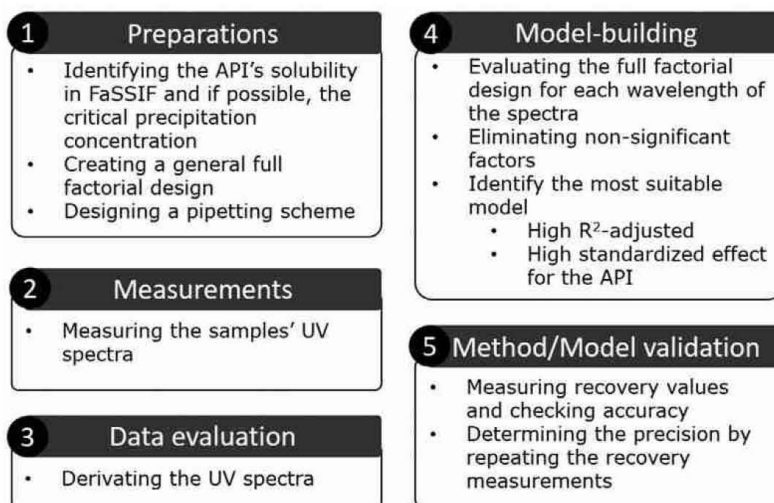 1 Preparations
• Identifying the API's solubility
in FaSSIF and if possible, the
critical precipitation
concentration
• Creating a general full
factorial design
• Designing a pipetting scheme
2 Measurements
• Measuring the samples' UV
spectra
3 Data evaluation
• Derivating the UV spectra
4 Model-building
• Evaluating the full factorial
design for each wavelength of
the spectra
• Eliminating non-significant
factors
• Identify the most suitable
model
• High R²-adjusted
• High standardized effect
for the API
5 Method/Model validation
• Measuring recovery values
and checking accuracy
• Determining the precision by
repeating the recovery
measurements